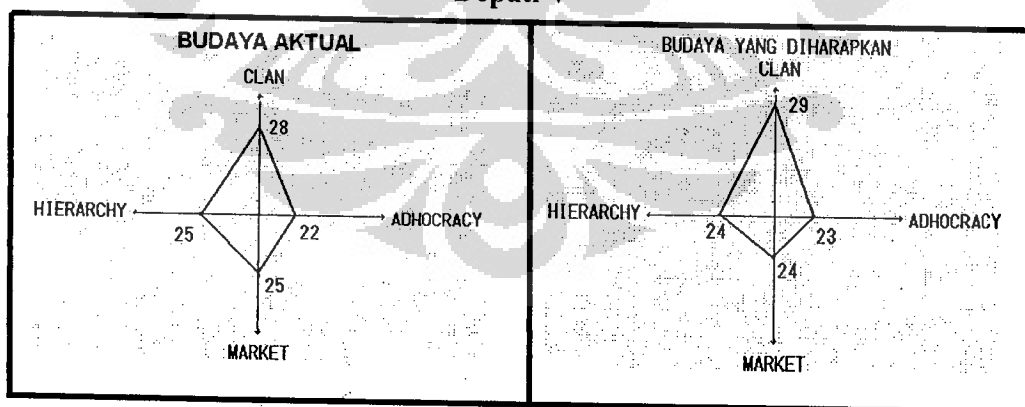 Deputi V
BUDAYA AKTUAL
CLAN
28
HIERARCHY
ADHOCRACY
25
22
25
MARKET
BUDAYA YANG DIHARAPKAN
CLAN
29
HIERARCHY
ADHOCRACY
24
23
24
MARKET